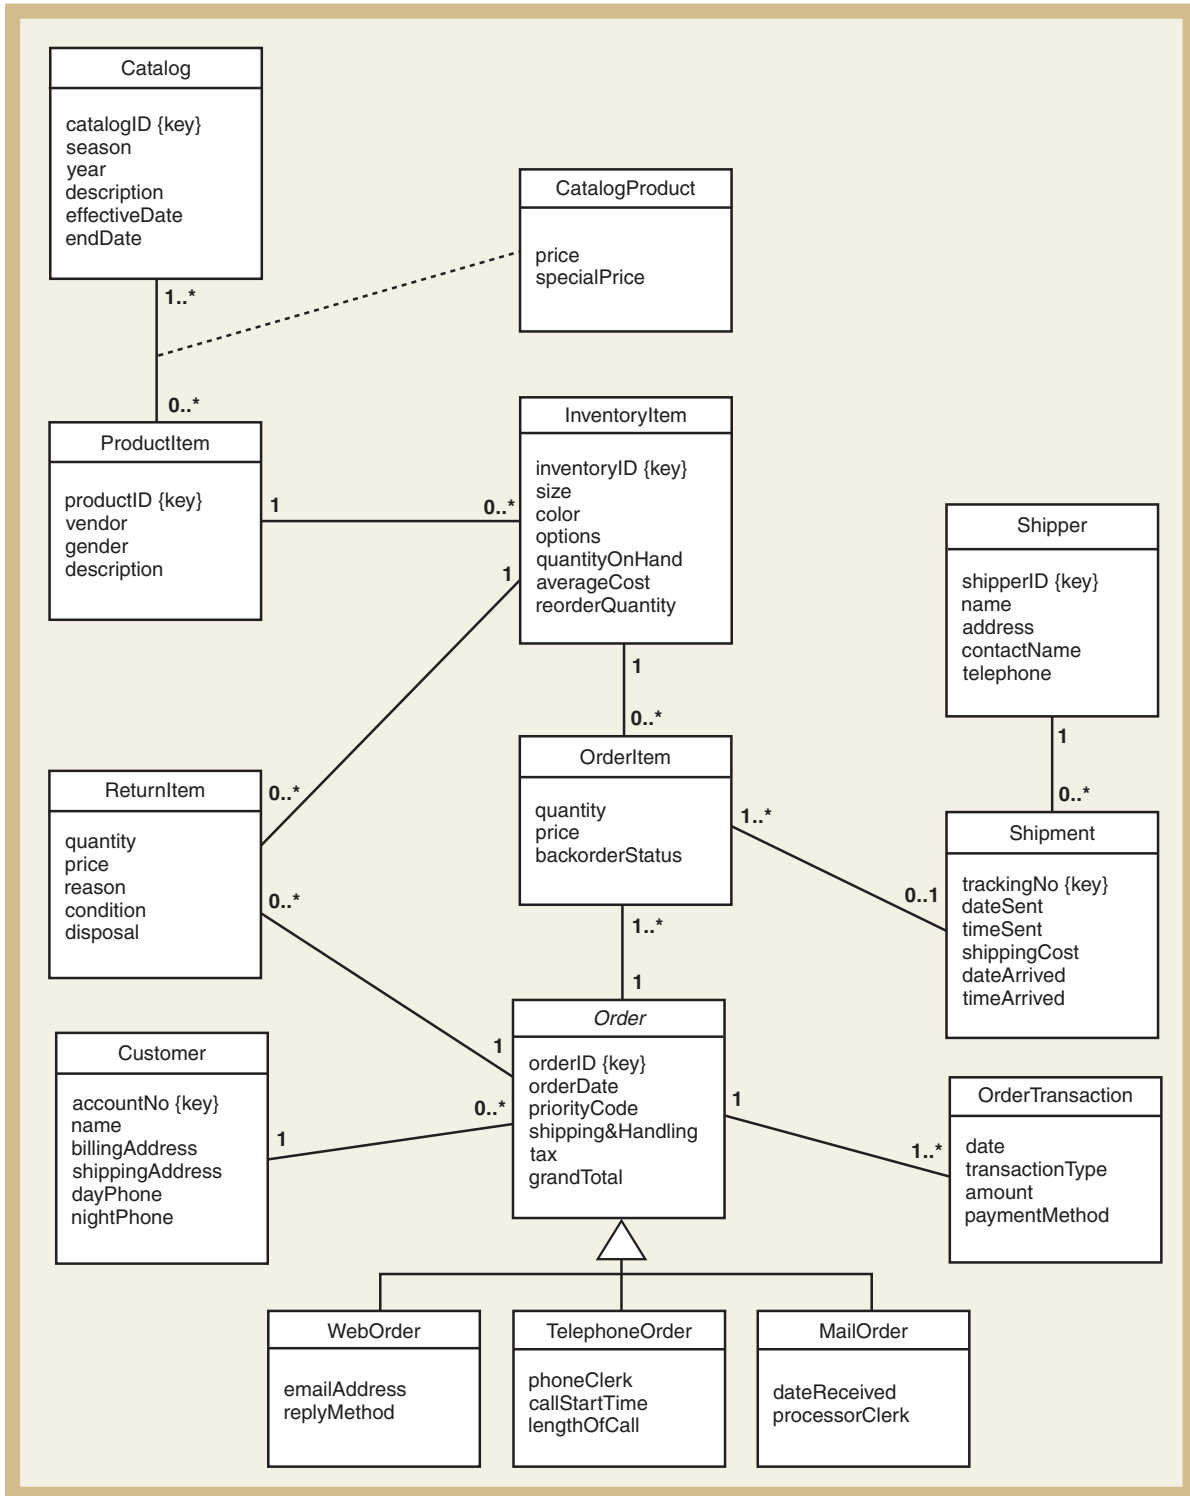 Catalog
catalogID {key}
season
year
description
effectiveDate
endDate
1..*
0..*
CatalogProduct
price
specialPrice
ProductItem
productID {key}
vendor
gender
description
1
0..*
InventoryItem
inventoryID {key}
size
color
options
quantityOnHand
averageCost
reorderQuantity
1
1
0..*
Shipper
shipperID {key}
name
address
contactName
telephone
1
0..*
ReturnItem
quantity
price
reason
condition
disposal
0..*
0..*
OrderItem
quantity
price
backorderStatus
1..*
0..1
1..*
1
Shipment
trackingNo {key}
dateSent
timeSent
shippingCost
dateArrived
timeArrived
Customer
accountNo {key}
name
billingAddress
shippingAddress
dayPhone
nightPhone
1
0..*
1
Order
orderID {key}
orderDate
priorityCode
shipping&Handling
tax
grandTotal
1
1..*
OrderTransaction
date
transactionType
amount
paymentMethod
WebOrder
emailAddress
replyMethod
TelephoneOrder
phoneClerk
callStartTime
lengthOfCall
MailOrder
dateReceived
processorClerk